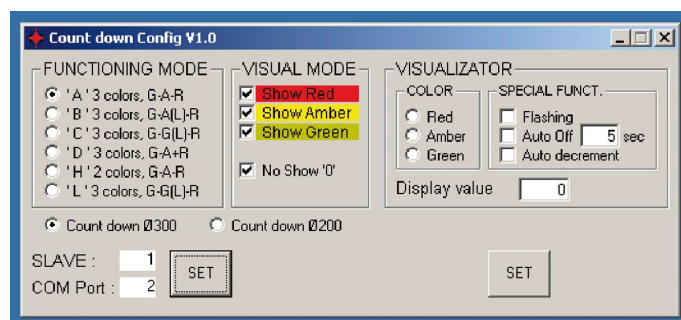 Count down Config V1.0
FUNCTIONING MODE
' A ' 3 colors, G-A-R
' B ' 3 colors, G-A(L)-R
' C ' 3 colors, G-G(L)-R
' D ' 3 colors, G-A+R
' H ' 2 colors, G-A-R
' L ' 3 colors, G-G(L)-R
VISUAL MODE
Show Red
Show Amber
Show Green
No Show '0'
VISUALIZATOR
COLOR
Red
Amber
Green
SPECIAL FUNCT.
Flashing
Auto Off 5 sec
Auto decrement
Display value 0
Count down Ø300 Count down Ø200
SLAVE : 1
COM Port : 2
SET
SET